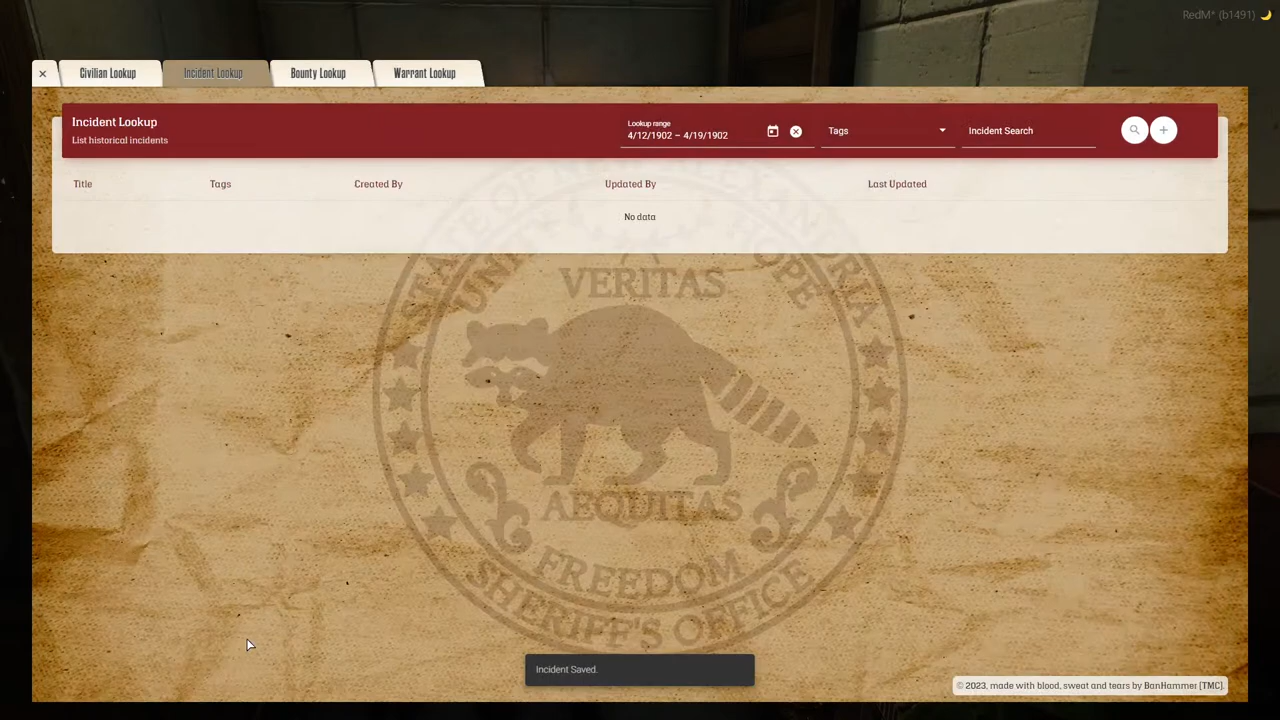 RedM* (b1491) 🌙
× Civilian Lookup Incident Lookup Bounty Lookup Warrant Lookup
Incident Lookup
List historical incidents
Lookup range
4/12/1902 – 4/19/1902
Tags
Incident Search
Title Tags Created By Updated By Last Updated
No data
VERITAS
AEQUITAS
FREEDOM
SHERIFF'S OFFICE
Incident Saved.
© 2023, made with blood, sweat and tears by BanHammer [TMC].